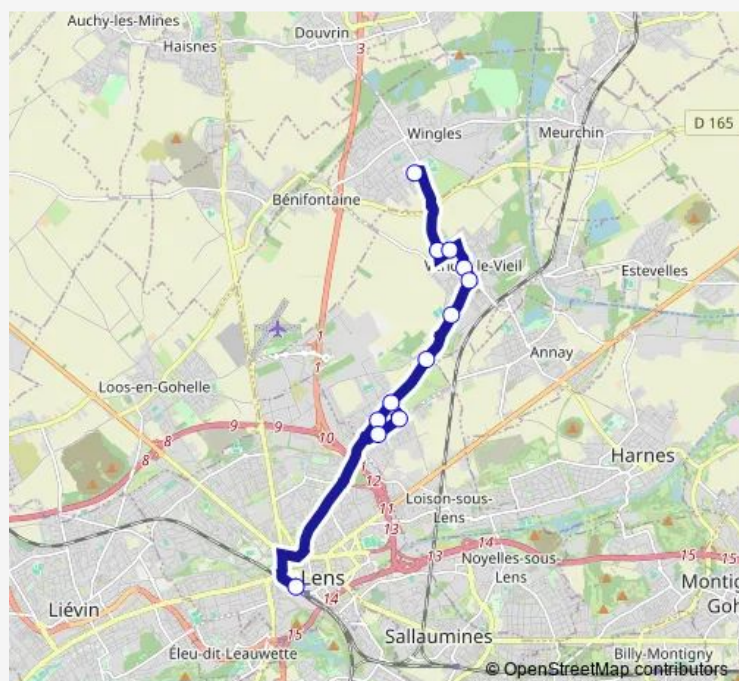 Auchy-les-Mines
Haisnes
Douvrin
3
Wingles
Meurchin
D 165
Bénifontaine
le-Vieil
Estevelles
1
1
Annay
Loos-en-Gohelle
9
9
8
8
10
Harnes
1
12
11
Loison-sous-
Lens
13
13
14
15
15
Noyelles-sous-
Lens
Lens
14
Liévin
15
Sallaumines
Éleu-dit-Leauwette
Billy-Montigny
© OpenStreetMap contributors